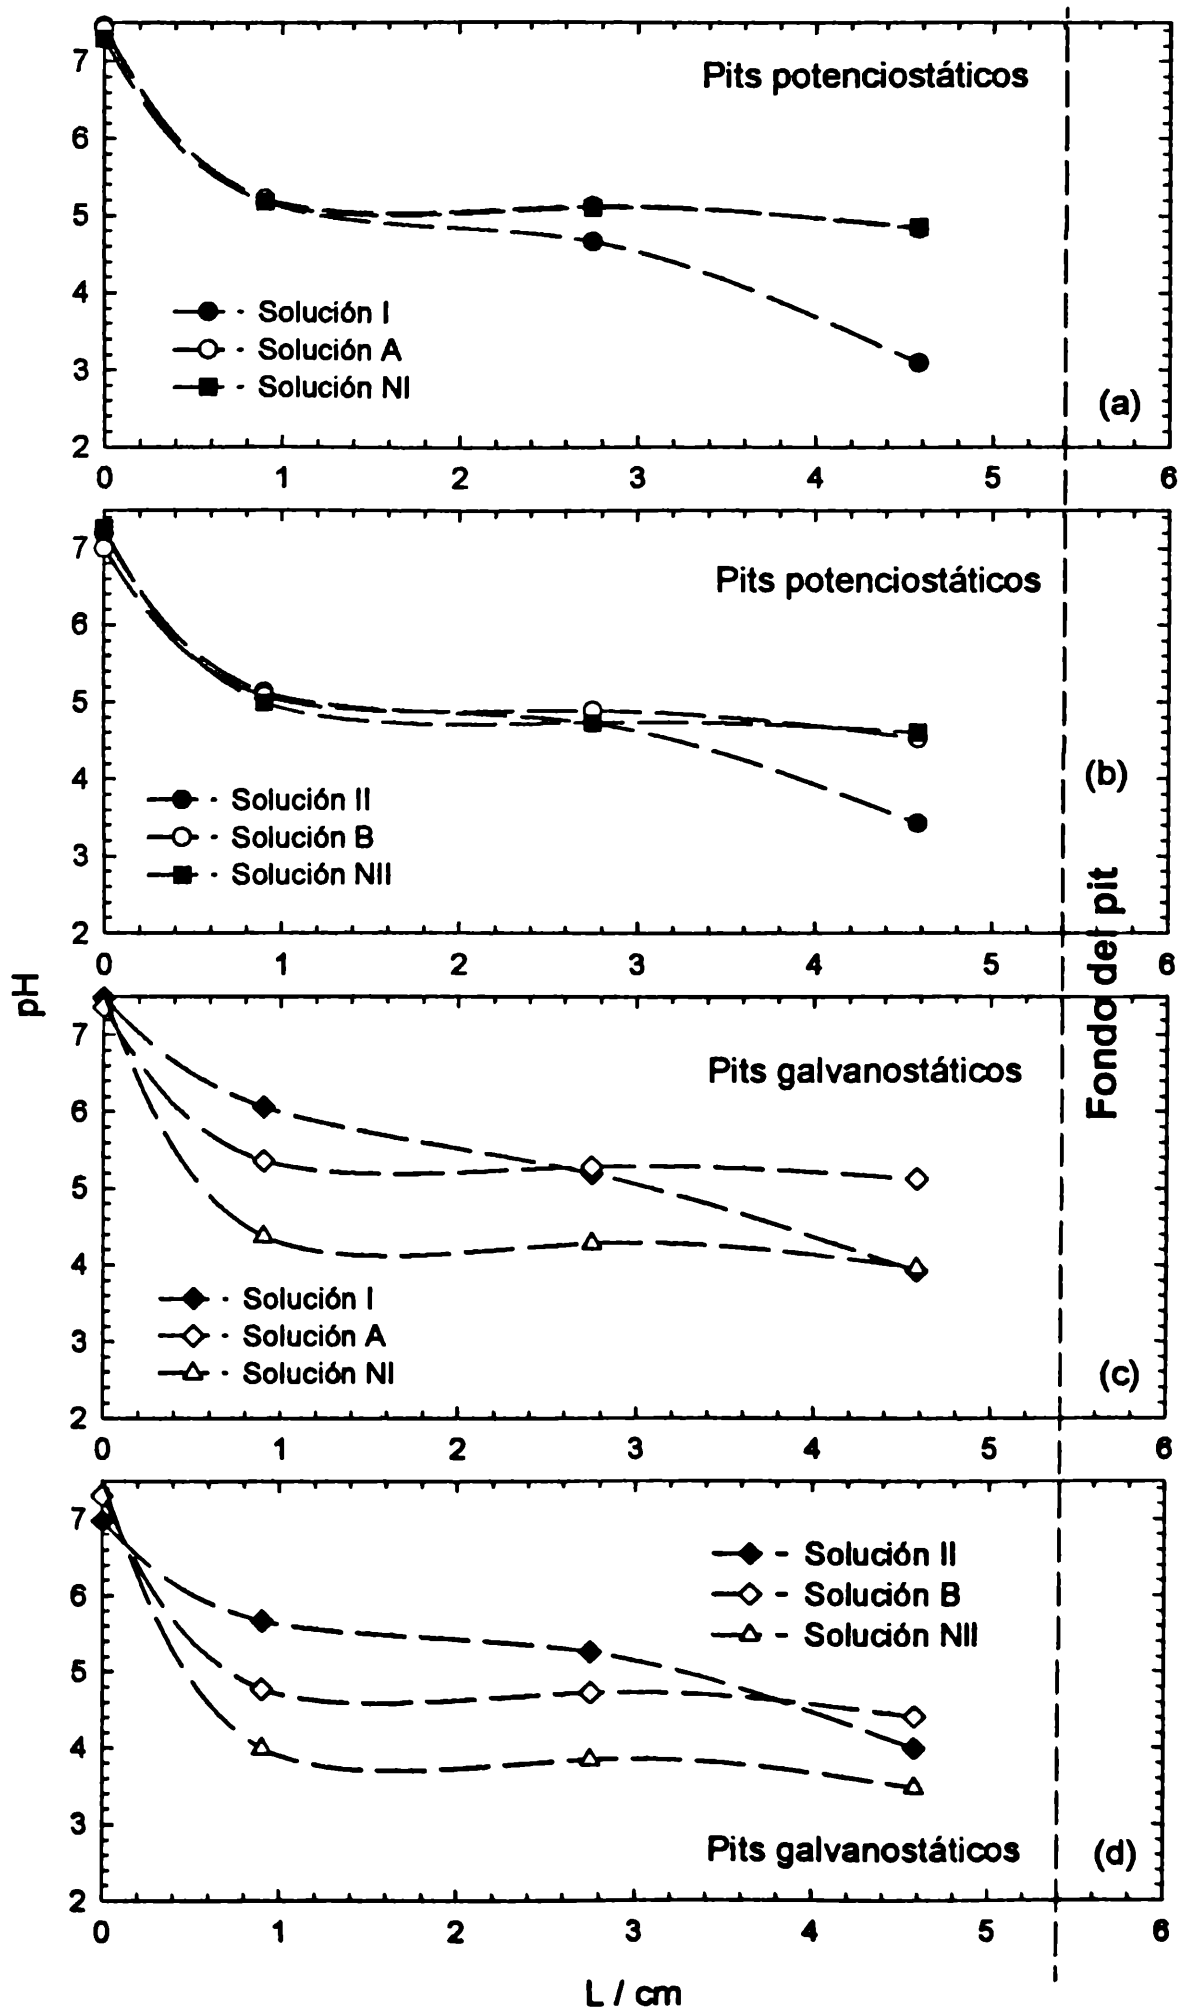 7
6
5
4
3
2
Pits potenciostáticos
Solución I
Solución A
Solución NI
(a)
0 1 2 3 4 5 6
7
6
5
4
3
2
Pits potenciostáticos
Solución II
Solución B
Solución NII
(b)
0 1 2 3 4 5 6
pH
Fondo del pit
7
6
5
4
3
2
Pits galvanostáticos
Solución I
Solución A
Solución NI
(c)
0 1 2 3 4 5 6
7
6
5
4
3
2
Solución II
Solución B
Solución NII
Pits galvanostáticos
(d)
0 1 2 3 4 5 6
L / cm